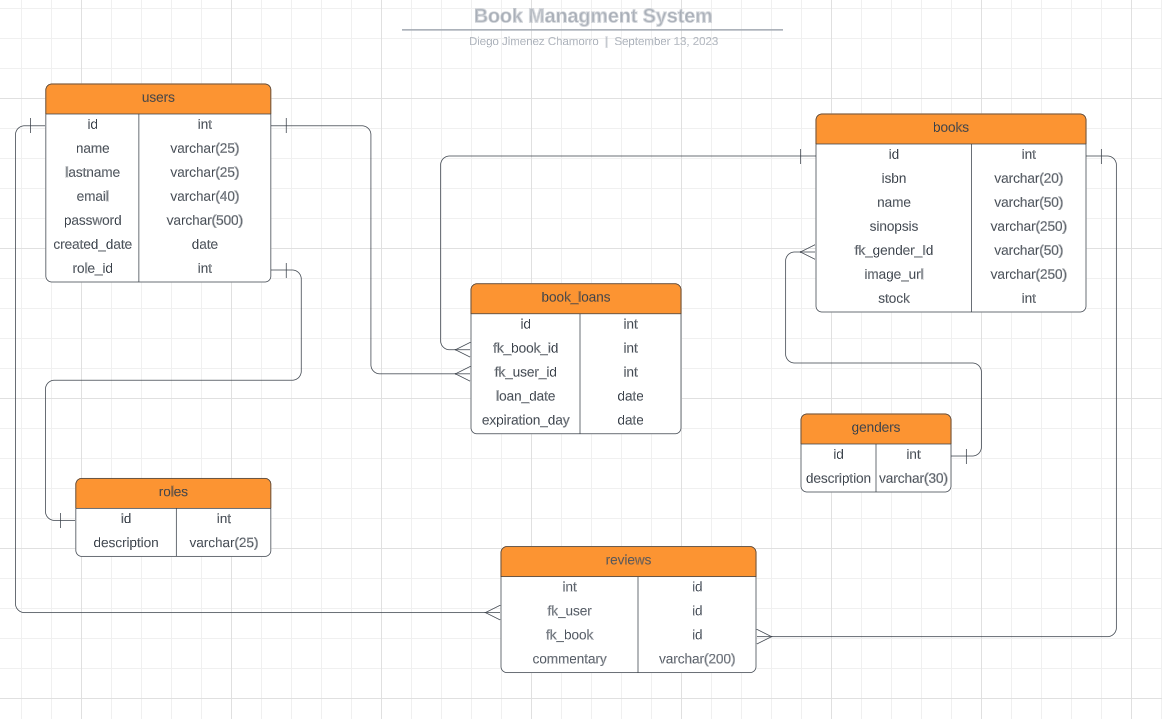 Book Managment System
Diego Jimenez Chamorro | September 13, 2023
users
id int
name varchar(25)
lastname varchar(25)
email varchar(40)
password varchar(500)
created_date date
role_id int
books
id int
isbn varchar(20)
name varchar(50)
sinopsis varchar(250)
fk_gender_Id varchar(50)
image_url varchar(250)
stock int
book_loans
id int
fk_book_id int
fk_user_id int
loan_date date
expiration_day date
genders
id int
description varchar(30)
roles
id int
description varchar(25)
reviews
int id
fk_user id
fk_book id
commentary varchar(200)